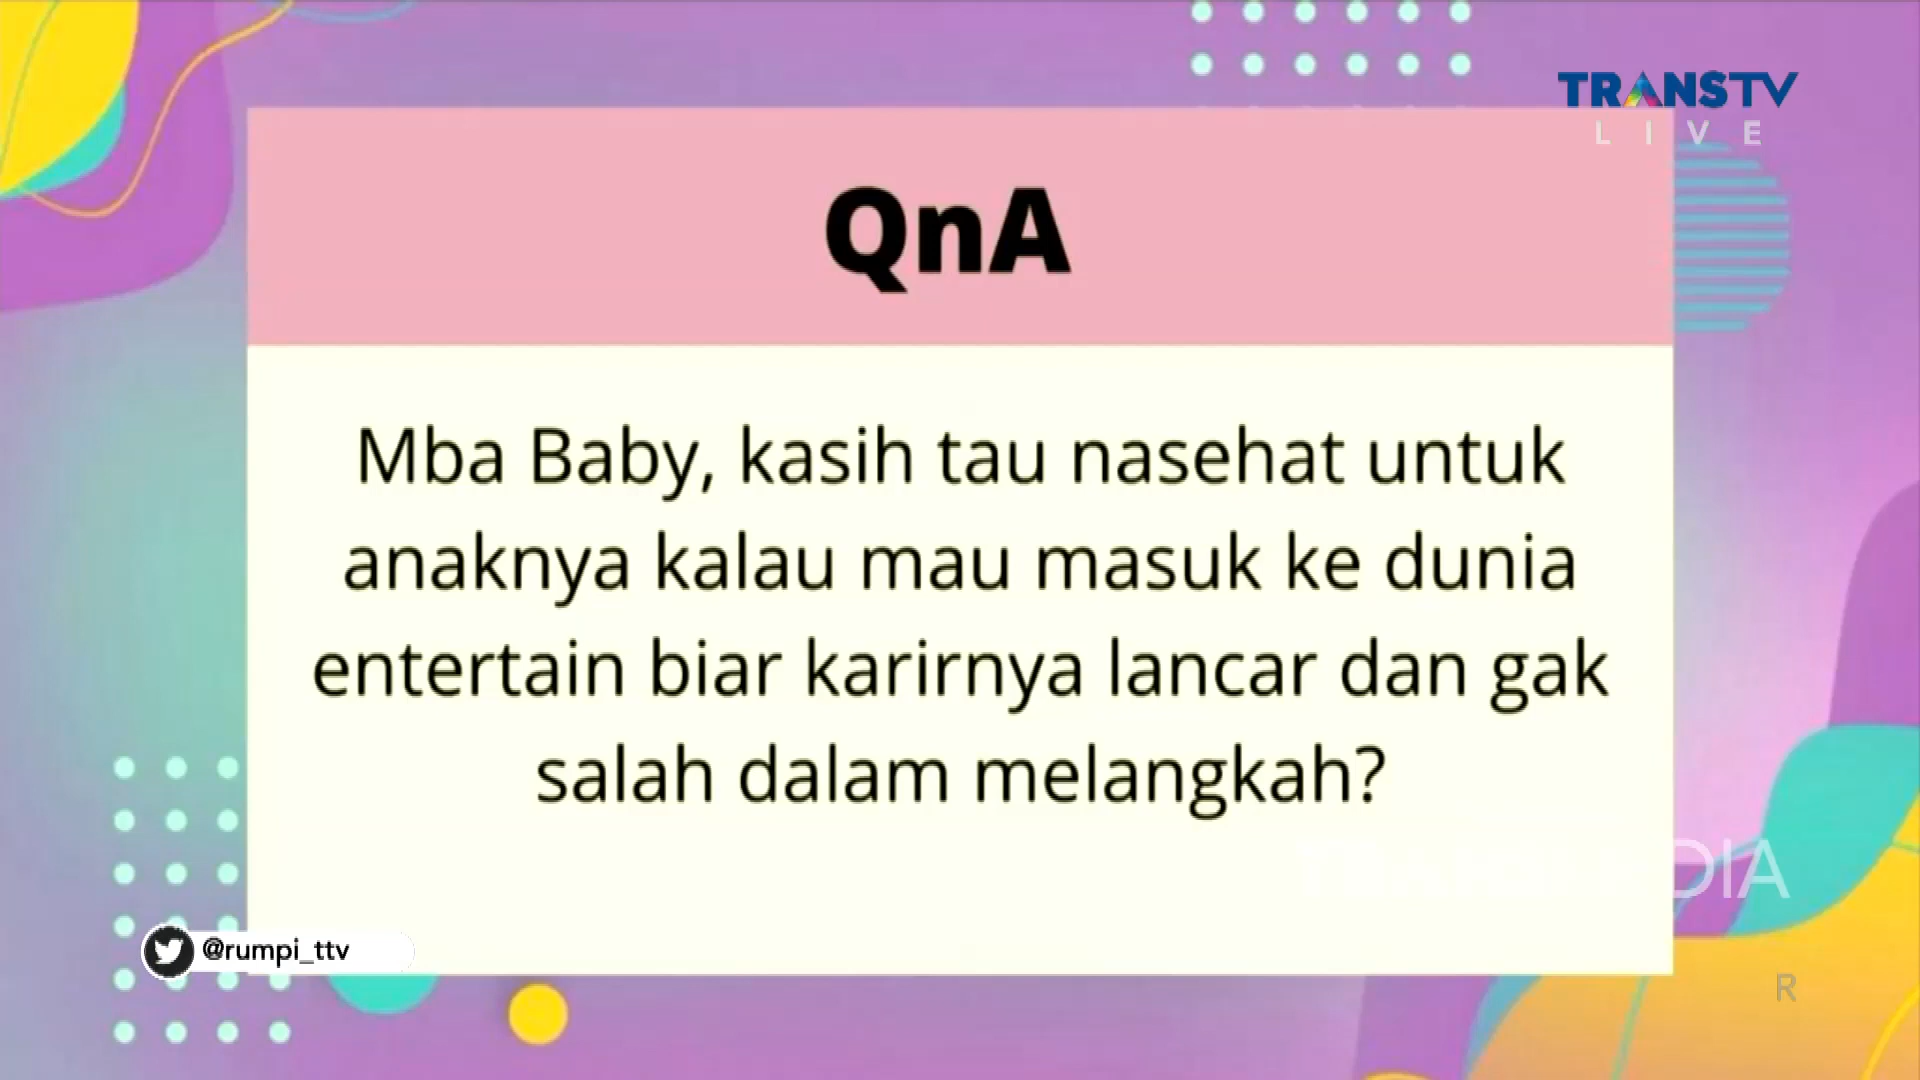 TRANSTV
LIVE
QnA
Mba Baby, kasih tau nasehat untuk
anaknya kalau mau masuk ke dunia
entertain biar karirnya lancar dan gak
salah dalam melangkah?
@rumpi_ttv
R